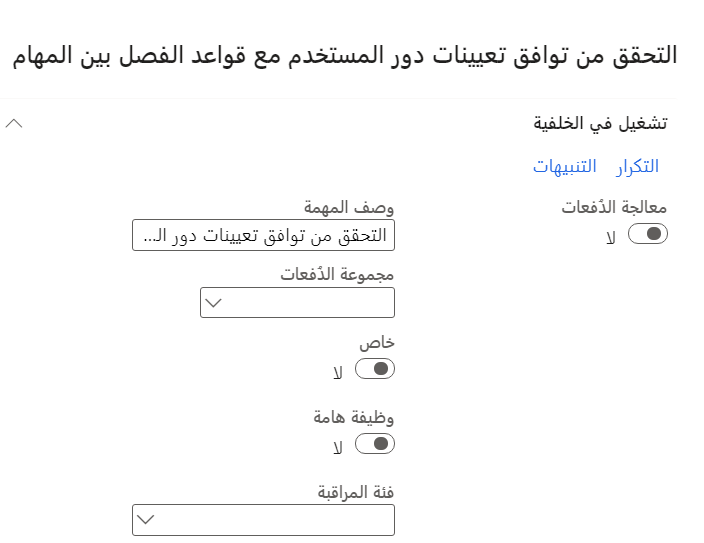 التحقق من توافق تعيينات دور المستخدم مع قواعد الفصل بين المهام
تشغيل في الخلفية
التكرار التنبيهات
معالجة الدُفعات
لا
وصف المهمة
التحقق من توافق تعيينات دور الـ...
مجموعة الدُفعات
خاص
لا
وظيفة هامة
لا
فئة المراقبة